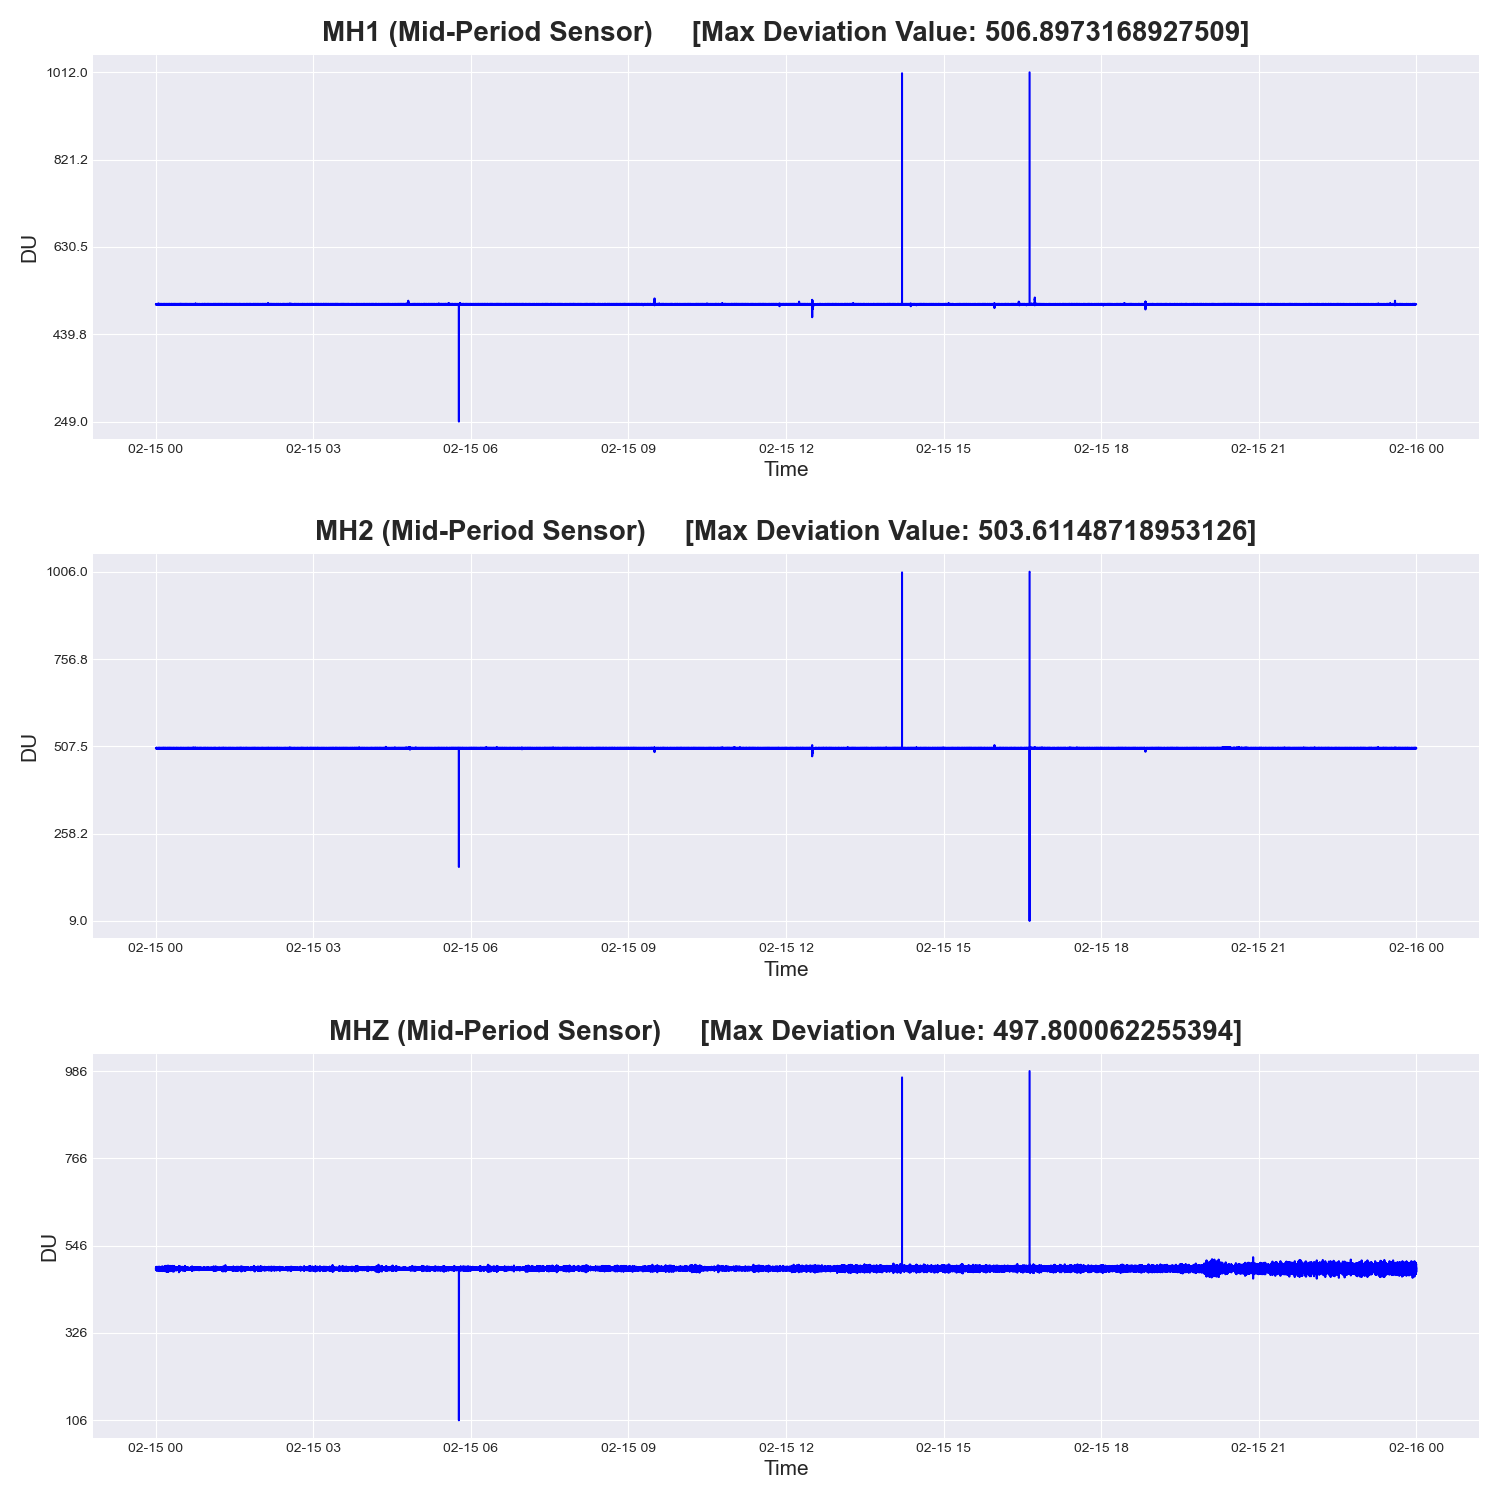 MH1 (Mid-Period Sensor) [Max Deviation Value: 506.8973168927509]
1012.0
821.2
630.5
439.8
249.0
DU
02-15 00 02-15 03 02-15 06 02-15 09 02-15 12 02-15 15 02-15 18 02-15 21 02-16 00
Time
MH2 (Mid-Period Sensor) [Max Deviation Value: 503.61148718953126]
1006.0
756.8
507.5
258.2
9.0
DU
02-15 00 02-15 03 02-15 06 02-15 09 02-15 12 02-15 15 02-15 18 02-15 21 02-16 00
Time
MHZ (Mid-Period Sensor) [Max Deviation Value: 497.800062255394]
986
766
546
326
106
DU
02-15 00 02-15 03 02-15 06 02-15 09 02-15 12 02-15 15 02-15 18 02-15 21 02-16 00
Time